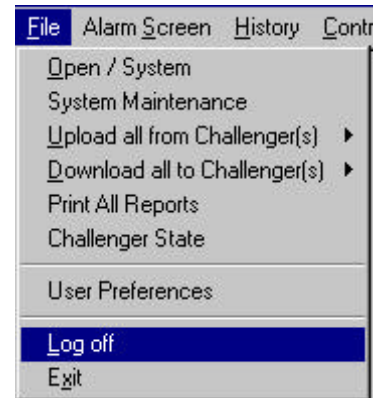 File Alarm Screen History Contr
Open / System
System Maintenance
Upload all from Challenger(s)
Download all to Challenger(s)
Print All Reports
Challenger State
User Preferences
Log off
Exit